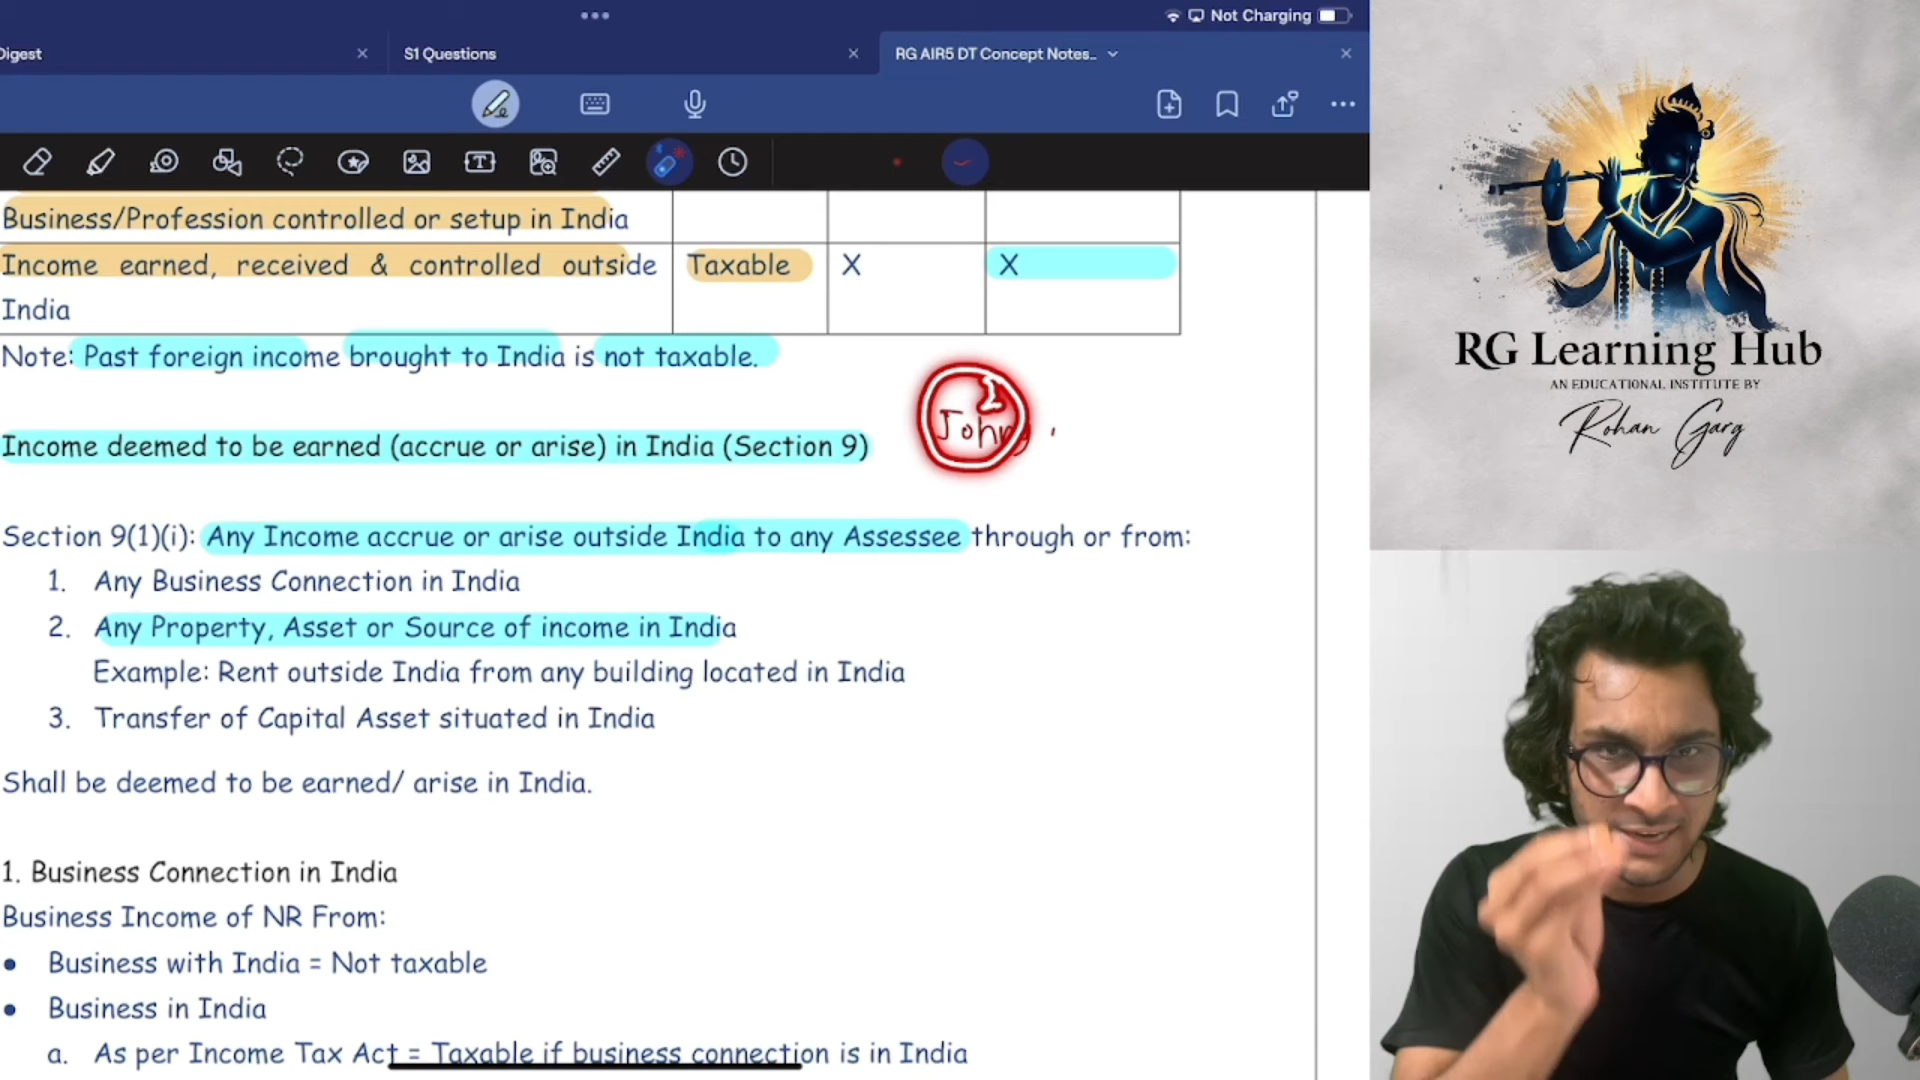 Not Charging
Digest
S1 Questions
RG AIR5 DT Concept Notes..
Business/Profession controlled or setup in India
Income earned, received & controlled outside India
Taxable
X
X
Note: Past foreign income brought to India is not taxable.
Income deemed to be earned (accrue or arise) in India (Section 9)
Section 9(1)(i): Any Income accrue or arise outside India to any Assessee through or from:
1. Any Business Connection in India
2. Any Property, Asset or Source of income in India
Example: Rent outside India from any building located in India
3. Transfer of Capital Asset situated in India
Shall be deemed to be earned/ arise in India.
1. Business Connection in India
Business Income of NR From:
• Business with India = Not taxable
• Business in India
a. As per Income Tax Act = Taxable if business connection is in India
RG Learning Hub
AN EDUCATIONAL INSTITUTE BY
Rohan Garg